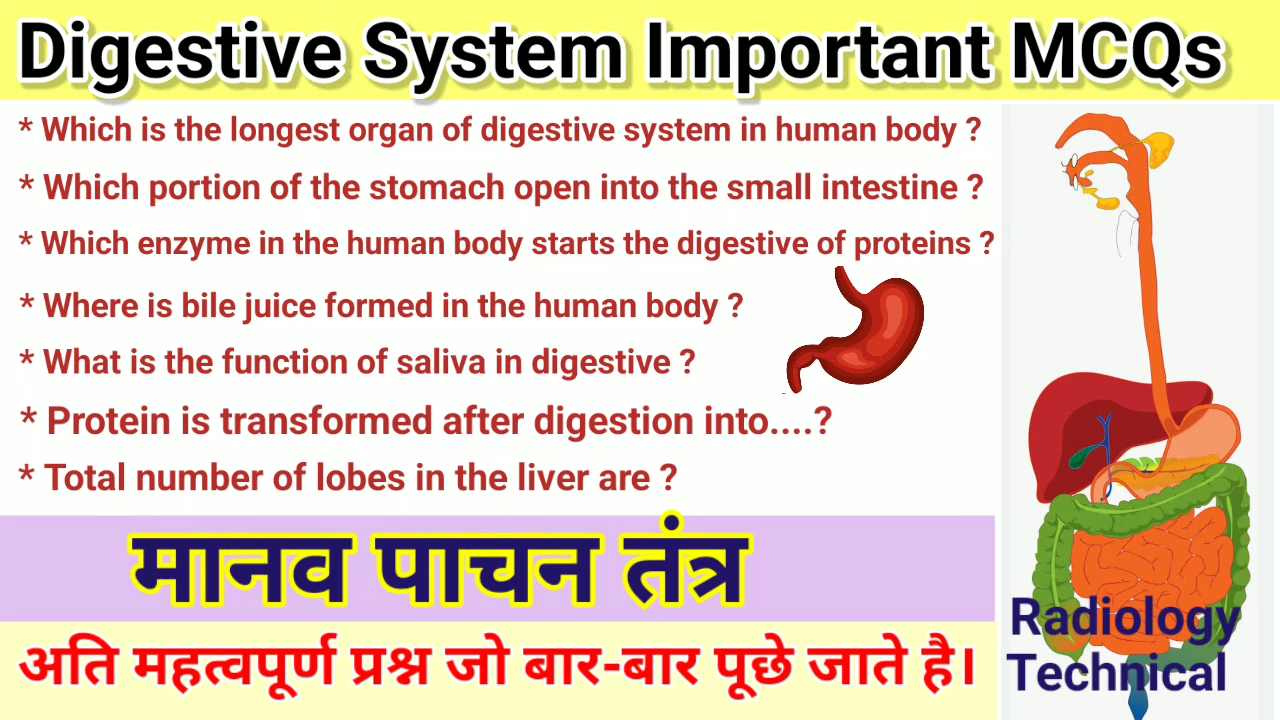 Digestive System Important MCQs
* Which is the longest organ of digestive system in human body ?
* Which portion of the stomach open into the small intestine ?
* Which enzyme in the human body starts the digestive of proteins ?
* Where is bile juice formed in the human body ?
* What is the function of saliva in digestive ?
* Protein is transformed after digestion into....?
* Total number of lobes in the liver are ?
मानव पाचन तंत्र
अति महत्वपूर्ण प्रश्न जो बार-बार पूछे जाते है।
Radiology
Technical